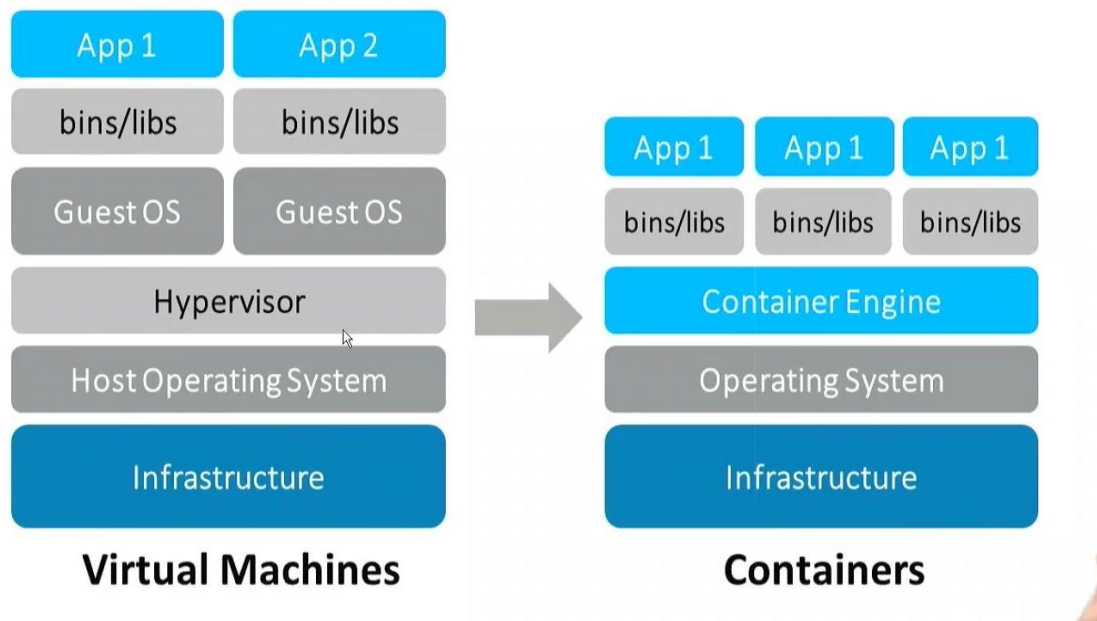 App 1
App 2
bins/libs
bins/libs
Guest OS
Guest OS
Hypervisor
Host Operating System
Infrastructure
Virtual Machines
App 1
App 1
App 1
bins/libs
bins/libs
bins/libs
Container Engine
Operating System
Infrastructure
Containers